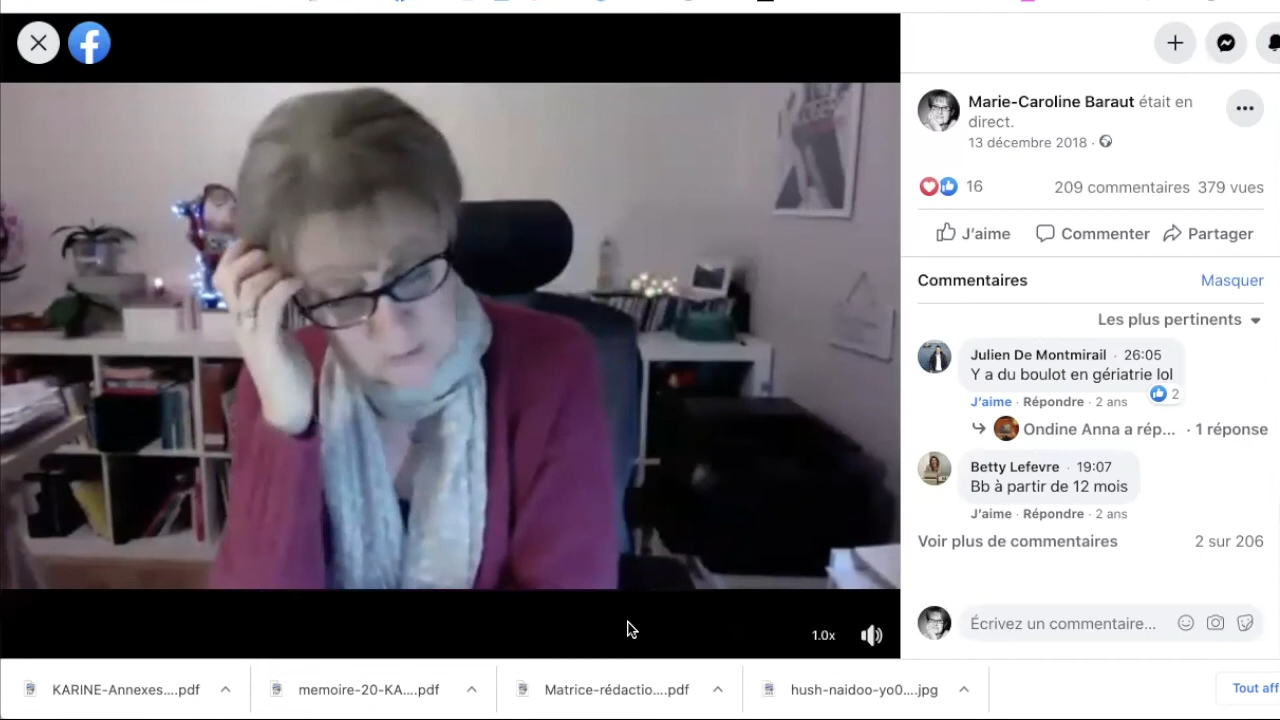 Marie-Caroline Baraut était en
direct.
13 décembre 2018 ·
16
209 commentaires 379 vues
J'aime
Commenter
Partager
Commentaires
Masquer
Les plus pertinents
Julien De Montmirail · 26:05
Y a du boulot en gériatrie lol
2
J'aime · Répondre · 2 ans
Ondine Anna a rép... · 1 réponse
Betty Lefevre · 19:07
Bb à partir de 12 mois
J'aime · Répondre · 2 ans
Voir plus de commentaires
2 sur 206
Écrivez un commentaire...
1.0x
KARINE-Annexes....pdf
memoire-20-KA....pdf
Matrice-rédactio....pdf
hush-naidoo-yo0....jpg
Tout aff